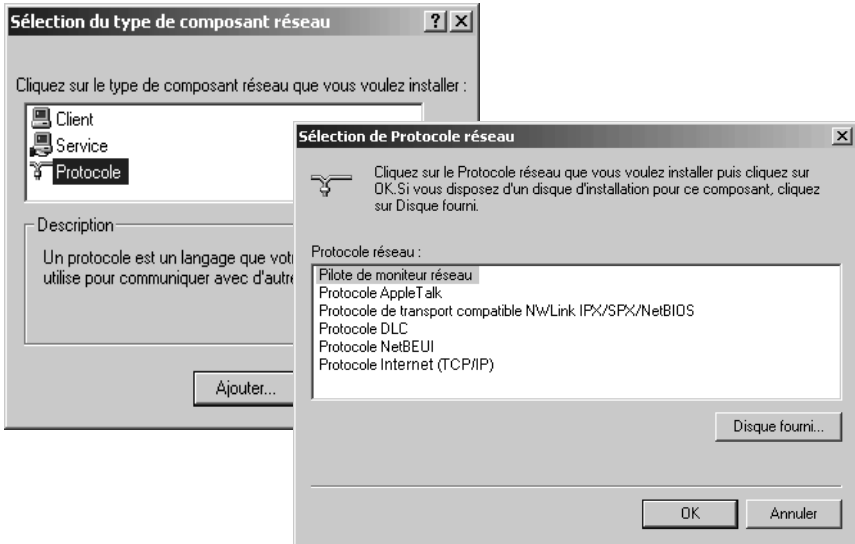 Sélection du type de composant réseau
Cliquez sur le type de composant réseau que vous voulez installer :
Client
Service
Protocole
Description
Un protocole est un langage que
utilise pour communiquer avec
Ajouter...
Sélection de Protocole réseau
Cliquez sur le Protocole réseau que vous voulez installer puis cliquez sur
OK.Si vous disposez d'un disque d'installation pour ce composant, cliquez
sur Disque fourni.
Protocole réseau :
Pilote de moniteur réseau
Protocole AppleTalk
Protocole de transport compatible NWLink IPX/SPX/NetBIOS
Protocole DLC
Protocole NetBEUI
Protocole Internet (TCP/IP)
Disque fourni...
OK
Annuler